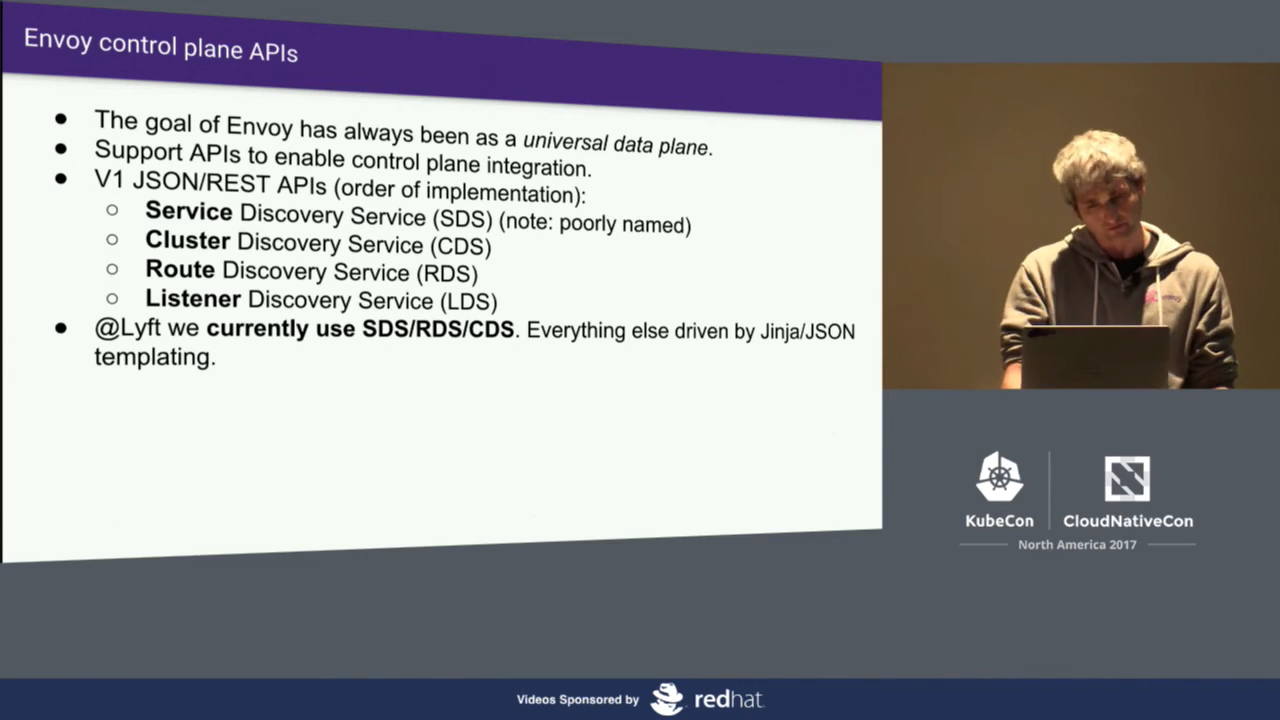 Envoy control plane APIs
● The goal of Envoy has always been as a universal data plane.
● Support APIs to enable control plane integration.
● V1 JSON/REST APIs (order of implementation):
○ Service Discovery Service (SDS) (note: poorly named)
○ Cluster Discovery Service (CDS)
○ Route Discovery Service (RDS)
○ Listener Discovery Service (LDS)
● @Lyft we currently use SDS/RDS/CDS. Everything else driven by Jinja/JSON
templating.
KubeCon
CloudNativeCon
North America 2017
Videos Sponsored by
redhat